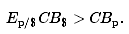 E_{p/$} CB_$ > CB_p.